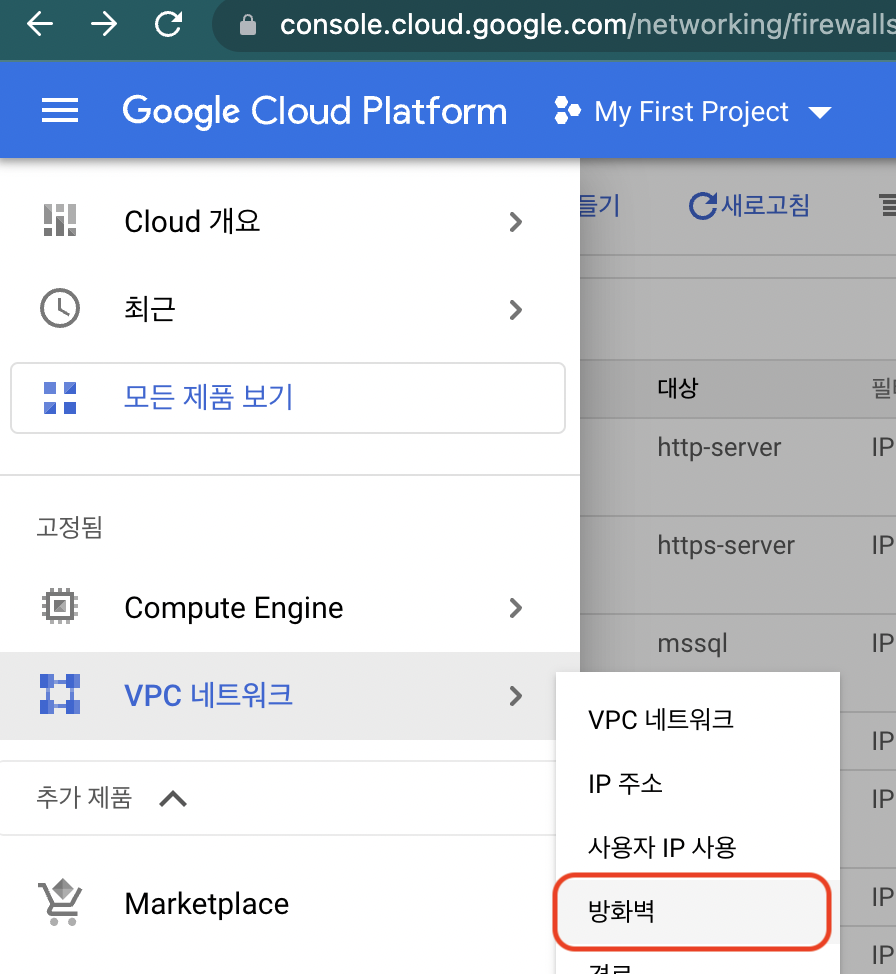 console.cloud.google.com/networking/firewalls
Google Cloud Platform
My First Project
Cloud 개요
최근
모든 제품 보기
고정됨
Compute Engine
VPC 네트워크
추가 제품
Marketplace
들기
새로고침
대상
http-server
IP
https-server
IP
mssql
IP
IP
IP
IP
IP
VPC 네트워크
IP 주소
사용자 IP 사용
방화벽